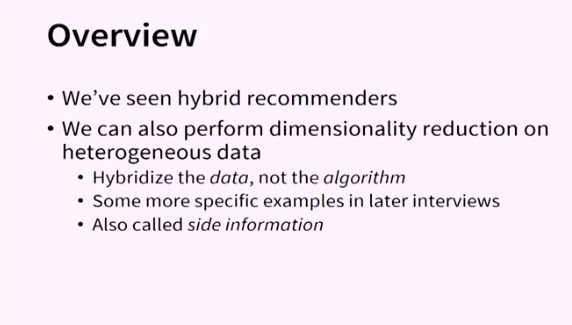 Overview
• We've seen hybrid recommenders
• We can also perform dimensionality reduction on
heterogeneous data
• Hybridize the data, not the algorithm
• Some more specific examples in later interviews
• Also called side information